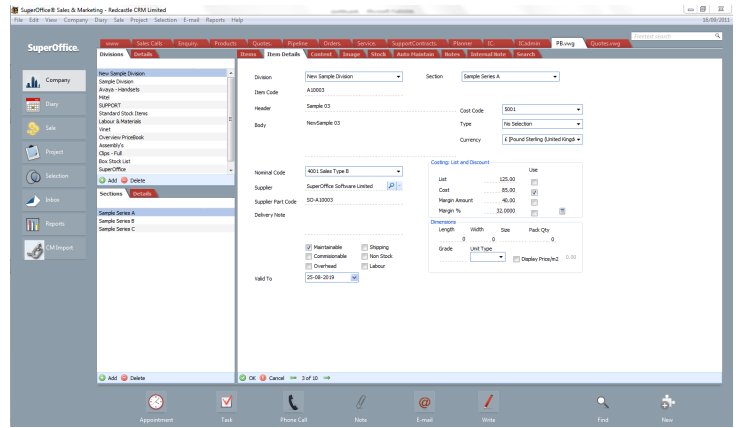 SuperOffice® Sales & Marketing - Redcastle CRM Limited
File Edit View Company Diary Sale Project Selection E-mail Reports Help
16/09/2011
SuperOffice.
www Sales Calls Enquiry. Products Quotes. Pipeline Orders. Service. SupportContracts. Planner IC. ICadmin PB.vwg Quotes.vwg
Freetext search
Divisions Details
Items Item Details Content Image Stock Auto Maintain Notes Internal Note Search
Company
Diary
Sale
Project
Selection
Inbox
Reports
CM Import
New Sample Division
Sample Division
Avaya - Handsets
Mitel
SUPPORT
Standard Stock Items
Labour & Materials
Vinet
Overview PriceBook
Assembly's
Clips - Full
Box Stock List
SuperOffice
Add Delete
Sections Details
Sample Series A
Sample Series B
Sample Series C
Add Delete
Division New Sample Division Section Sample Series A
Item Code A10003
Header Sample 03
Cost Code 5001
Body NewSample 03
Type No Selection
Currency £ [Pound Sterling (United Kingd
Nominal Code 4001 Sales Type B
Supplier SuperOffice Software Limited
Supplier Part Code SO-A10003
Delivery Note
Costing: List and Discount
Use
List 125.00
Cost 85.00
Margin Amount 40.00
Margin % 32.0000
Dimensions
Length Width Size Pack Qty
0 0 0
Grade Unit Type
Display Price/m2 0.00
Maintainable Shipping
Commisionable Non Stock
Overhead Labour
Valid To 25-08-2019
OK Cancel 3 of 10
Appointment Task Phone Call Note E-mail Write Find New